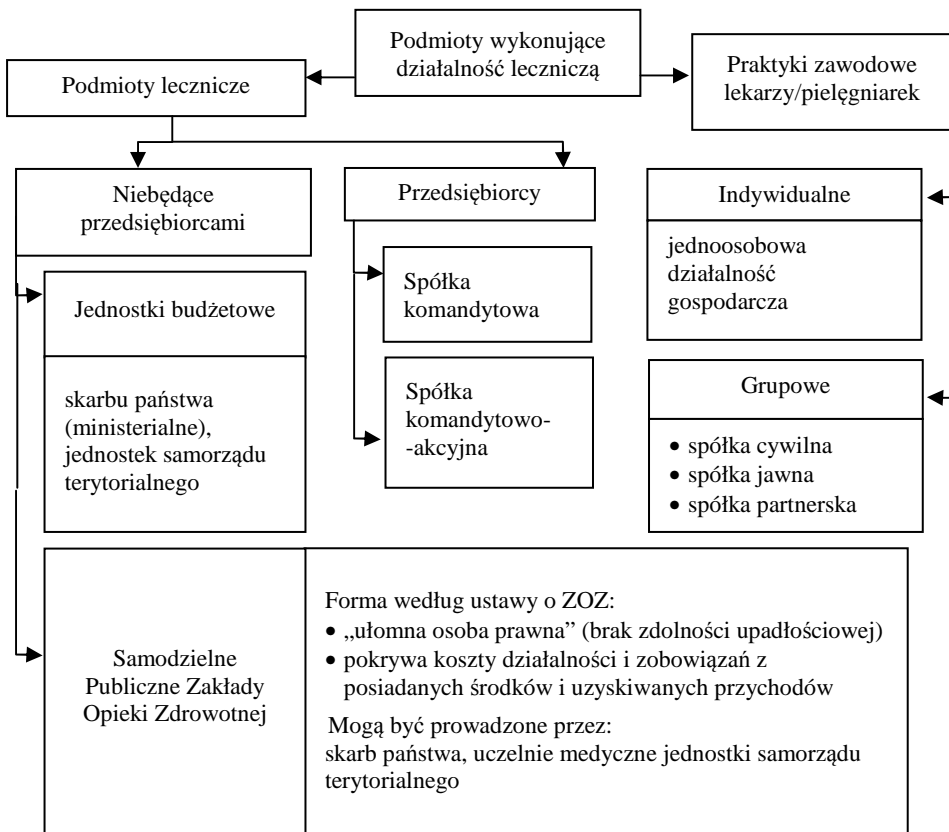 Podmioty wykonujące
działalność leczniczą
Podmioty lecznicze
Praktyki zawodowe
lekarzy/pielęgniarek
Niebędące
przedsiębiorcami
Przedsiębiorcy
Indywidualne
jednoosobowa
działalność
gospodarcza
Jednostki budżetowe
skarbu państwa
(ministerialne),
jednostek samorządu
terytorialnego
Spółka
komandytowa
Spółka
komandytowo-
-akcyjna
Grupowe
• spółka cywilna
• spółka jawna
• spółka partnerska
Samodzielne
Publiczne Zakłady
Opieki Zdrowotnej
Forma według ustawy o ZOZ:
• „ułomna osoba prawna” (brak zdolności upadłościowej)
• pokrywa koszty działalności i zobowiązań z
posiadanych środków i uzyskiwanych przychodów
Mogą być prowadzone przez:
skarb państwa, uczelnie medyczne jednostki samorządu
terytorialnego